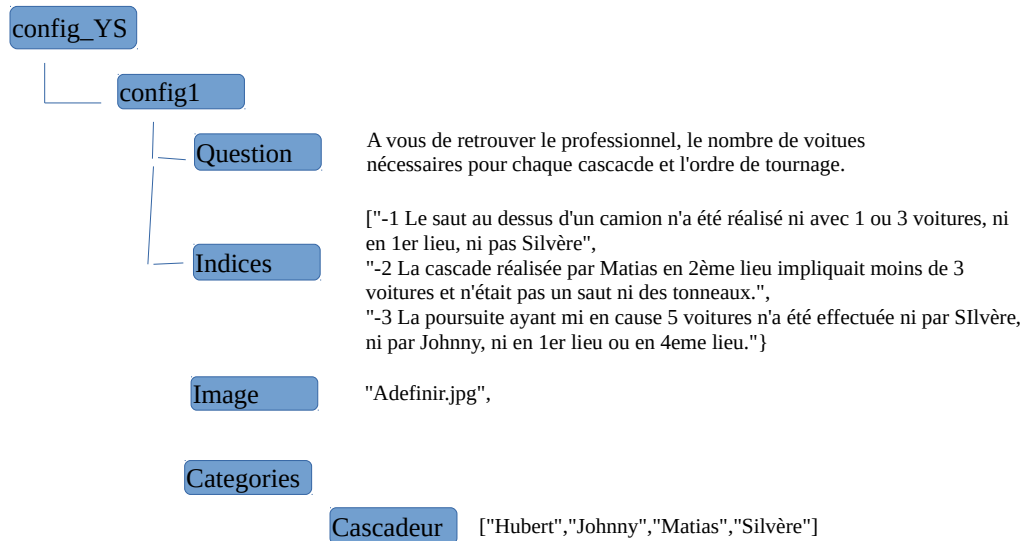 config_YS
config1
Question
A vous de retrouver le professionnel, le nombre de voitues
nécessaires pour chaque cascacde et l'ordre de tournage.
Indices
["-1 Le saut au dessus d'un camion n'a été réalisé ni avec 1 ou 3 voitures, ni
en 1er lieu, ni pas Silvère",
"-2 La cascade réalisée par Matias en 2ème lieu impliquait moins de 3
voitures et n'était pas un saut ni des tonneaux.",
"-3 La poursuite ayant mi en cause 5 voitures n'a été effectuée ni par SIlvère,
ni par Johnny, ni en 1er lieu ou en 4eme lieu."}
Image
"Adefinir.jpg",
Categories
Cascadeur
["Hubert","Johnny","Matias","Silvère"]